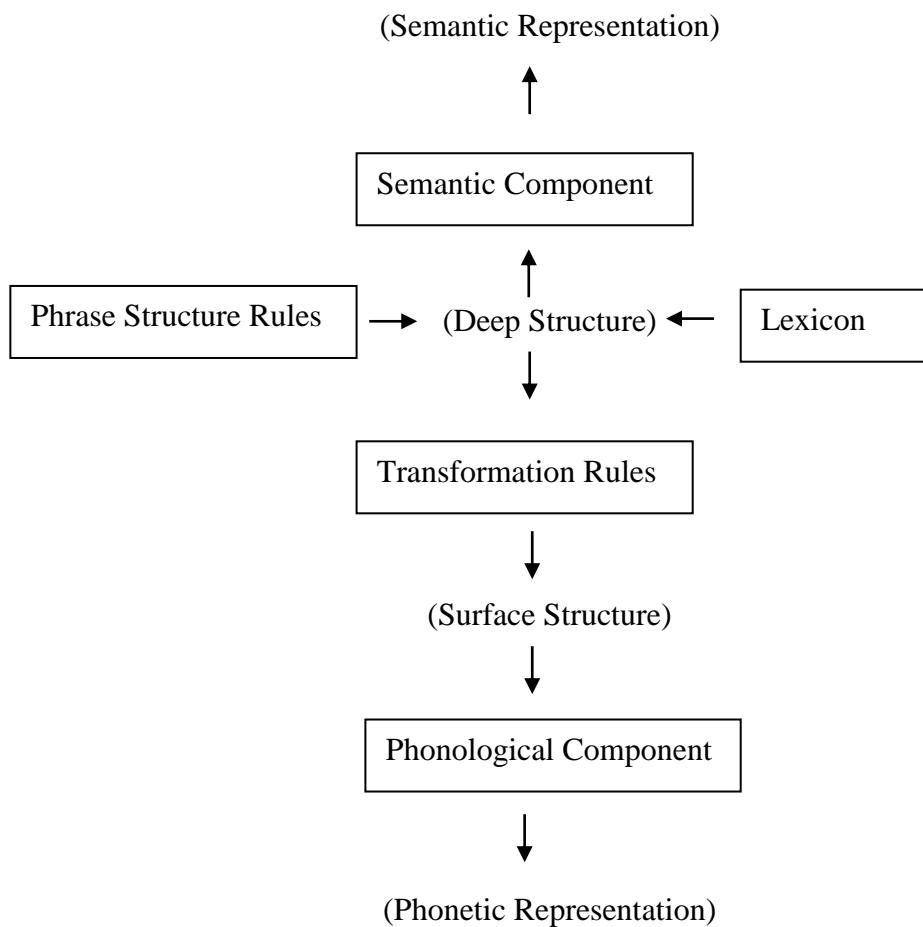 (Semantic Representation)
Semantic Component
Phrase Structure Rules
(Deep Structure)
Lexicon
Transformation Rules
(Surface Structure)
Phonological Component
(Phonetic Representation)